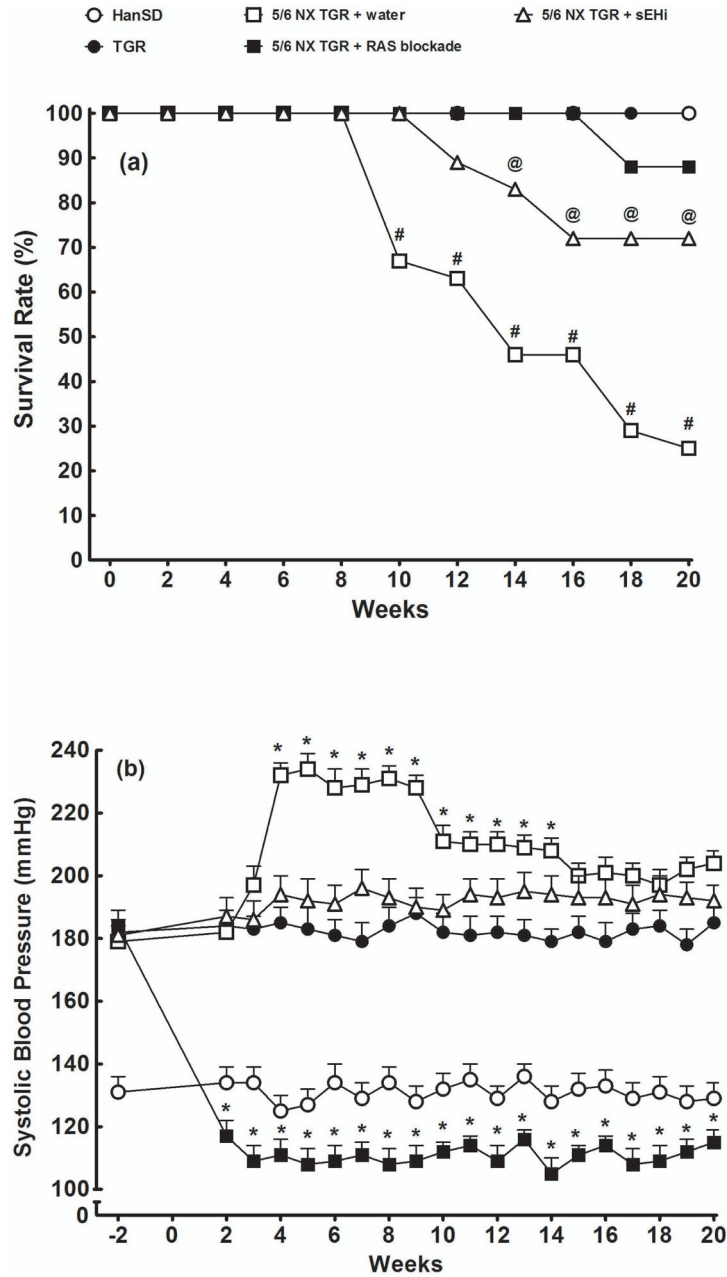 HanSD 5/6 NX TGR + water 5/6 NX TGR + sEHi
TGR 5/6 NX TGR + RAS blockade
100
90
80
70
60
50
40
30
20
10
0
Survival Rate (%)
(a)
@
@ @ @
#
#
# #
#
#
0 2 4 6 8 10 12 14 16 18 20
Weeks
240
220
200
180
160
140
120
100
0
Systolic Blood Pressure (mmHg)
(b)
* * * * * *
* * * * *
* * * * * * * * * * * * * * * * * * *
-2 0 2 4 6 8 10 12 14 16 18 20
Weeks